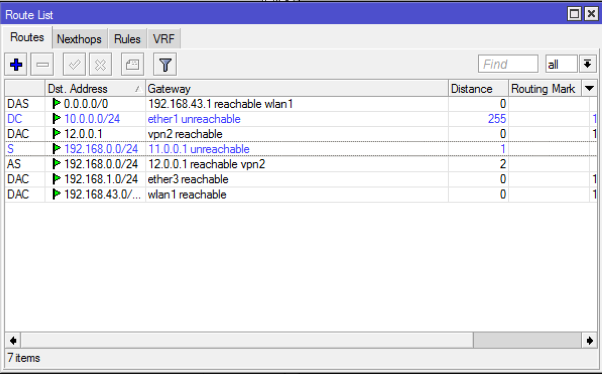 Route List
Routes Nexthops Rules VRF
Find all
Dst. Address Gateway Distance Routing Mark
DAS 0.0.0.0/0 192.168.43.1 reachable wlan1 0
DC 10.0.0.0/24 ether1 unreachable 255 1
DAC 12.0.0.1 vpn2 reachable 0 1
S 192.168.0.0/24 11.0.0.1 unreachable 1
AS 192.168.0.0/24 12.0.0.1 reachable vpn2 2
DAC 192.168.1.0/24 ether3 reachable 0 1
DAC 192.168.43.0/... wlan1 reachable 0 1
7 items